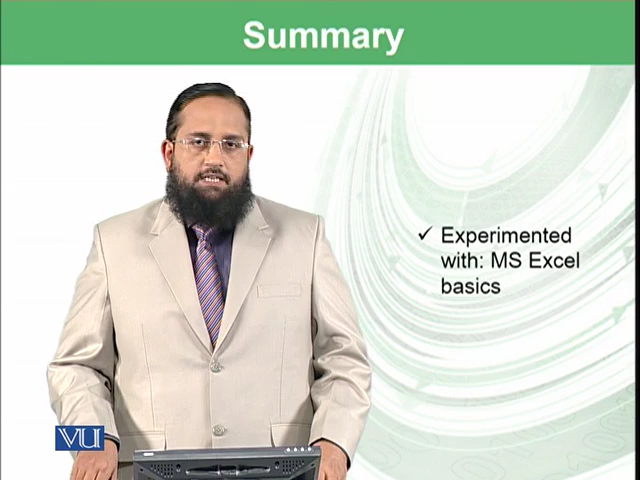 Summary
✓ Experimented
with: MS Excel
basics
VU